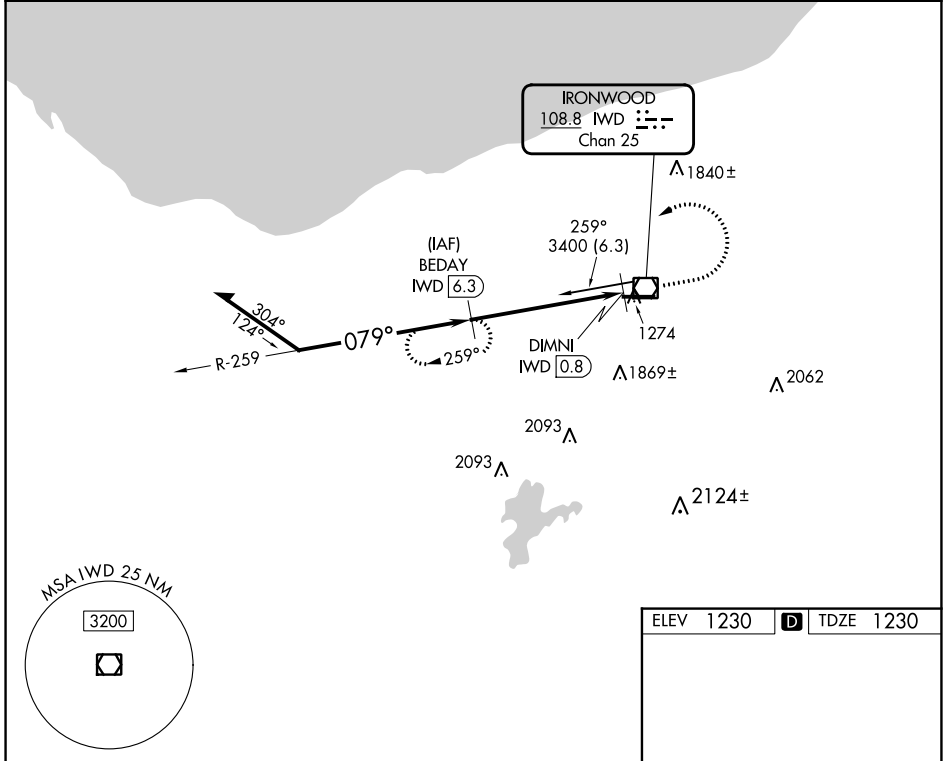 IRONWOOD
108.8 IWD
Chan 25
1840±
259°
3400 (6.3)
(IAF)
BEDAY
IWD 6.3
304°
124°
079°
R-259
259°
DIMNI
IWD 0.8
1274
1869±
2062
2093
2093
2124±
MSA IWD 25 NM
3200
ELEV 1230 D TDZE 1230